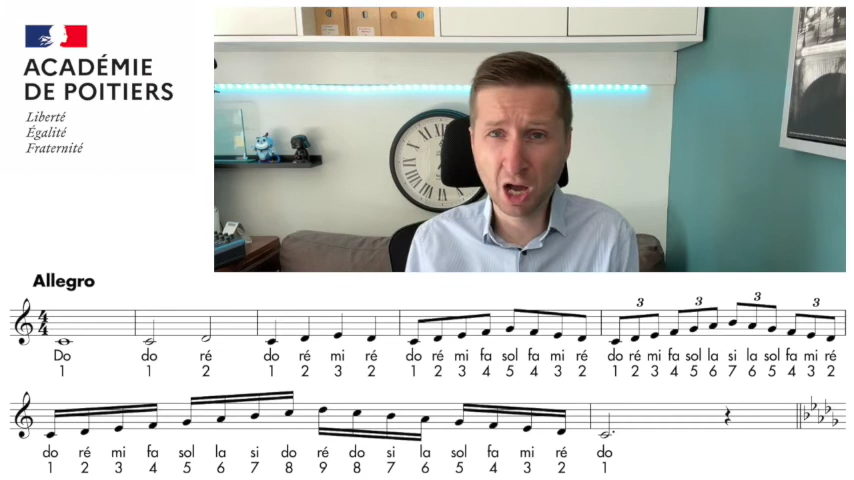 ACADÉMIE
DE POITIERS
Liberté
Égalité
Fraternité
Allegro
3 3 3 3
Do do ré do ré mi ré do ré mi fa sol fa mi ré do ré mi fa sol la si la sol fa mi ré
1 1 2 1 2 3 2 1 2 3 4 5 4 3 2 1 2 3 4 5 6 7 6 5 4 3 2
do ré mi fa sol la si do ré do si la sol fa mi ré do
1 2 3 4 5 6 7 8 9 8 7 6 5 4 3 2 1